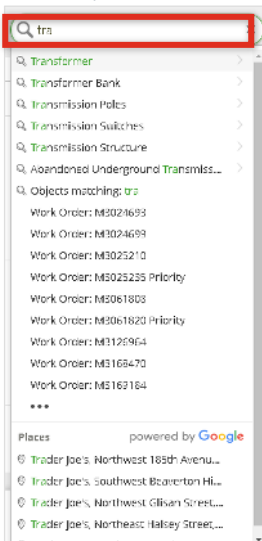 tra
Transformer
Transformer Bank
Transmission Poles
Transmission Switches
Transmission Structure
Abandoned Underground Transmiss...
Objects matching: tra
Work Order: M3024693
Work Order: M3024699
Work Order: M3025210
Work Order: M3025235 Priority
Work Order: M3061803
Work Order: M3061820 Priority
Work Order: M3126964
Work Order: M3168470
Work Order: M3169184
•••
Places powered by Google
Trader Joe's, Northwest 185th Avenu...
Trader Joe's, Southwest Beaverton Hi...
Trader Joe's, Northwest Glisan Street,...
Trader Joe's, Northeast Halsey Street,...